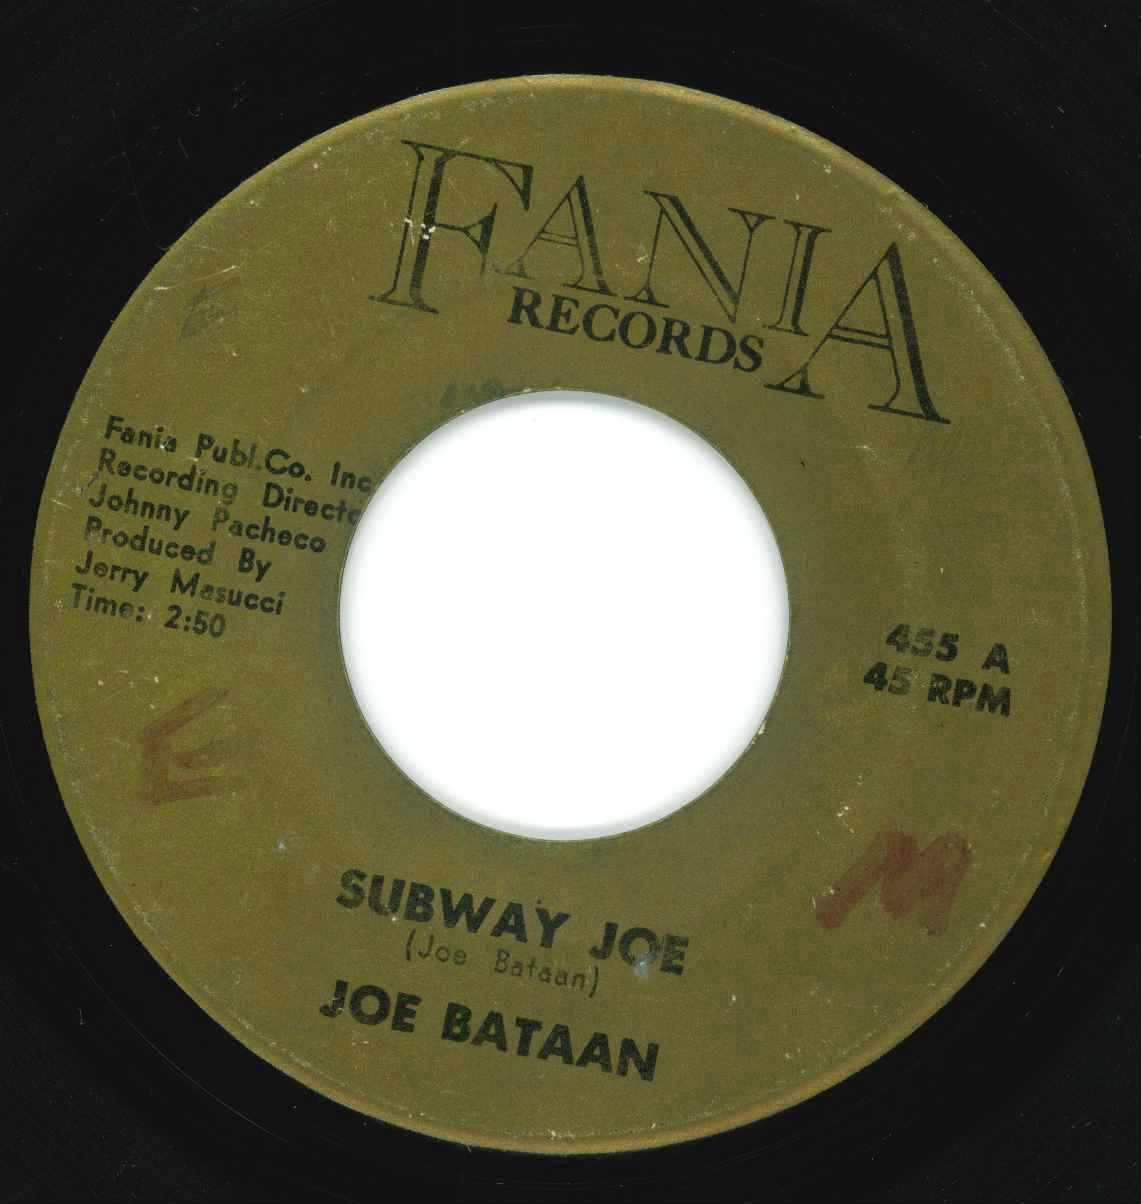 FANIA
RECORDS
Fania Publ.Co. Inc
Recording Directo
Johnny Pacheco
Produced By
Jerry Masucci
Time: 2:50
455 A
45 RPM
E
M
SUBWAY JOE
(Joe Bataan)
JOE BATAAN